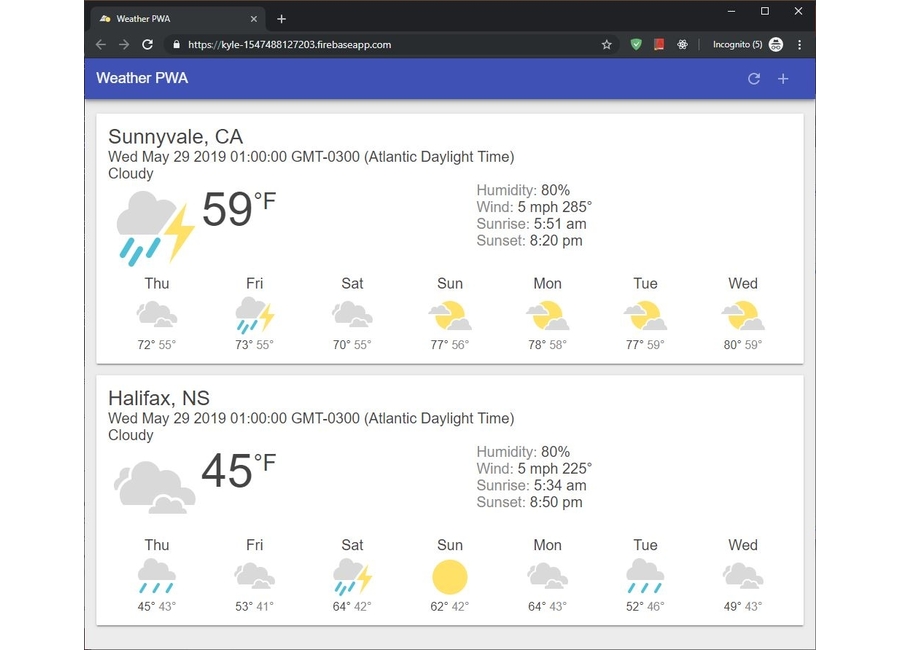 Weather PWA
https://kyle-1547488127203.firebaseapp.com
Incognito (5)
Weather PWA
Sunnyvale, CA
Wed May 29 2019 01:00:00 GMT-0300 (Atlantic Daylight Time)
Cloudy
59°F
Humidity: 80%
Wind: 5 mph 285°
Sunrise: 5:51 am
Sunset: 8:20 pm
Thu Fri Sat Sun Mon Tue Wed
72° 55° 73° 55° 70° 55° 77° 56° 78° 58° 77° 59° 80° 59°
Halifax, NS
Wed May 29 2019 01:00:00 GMT-0300 (Atlantic Daylight Time)
Cloudy
45°F
Humidity: 80%
Wind: 5 mph 225°
Sunrise: 5:34 am
Sunset: 8:50 pm
Thu Fri Sat Sun Mon Tue Wed
45° 43° 53° 41° 64° 42° 62° 42° 64° 43° 52° 46° 49° 43°